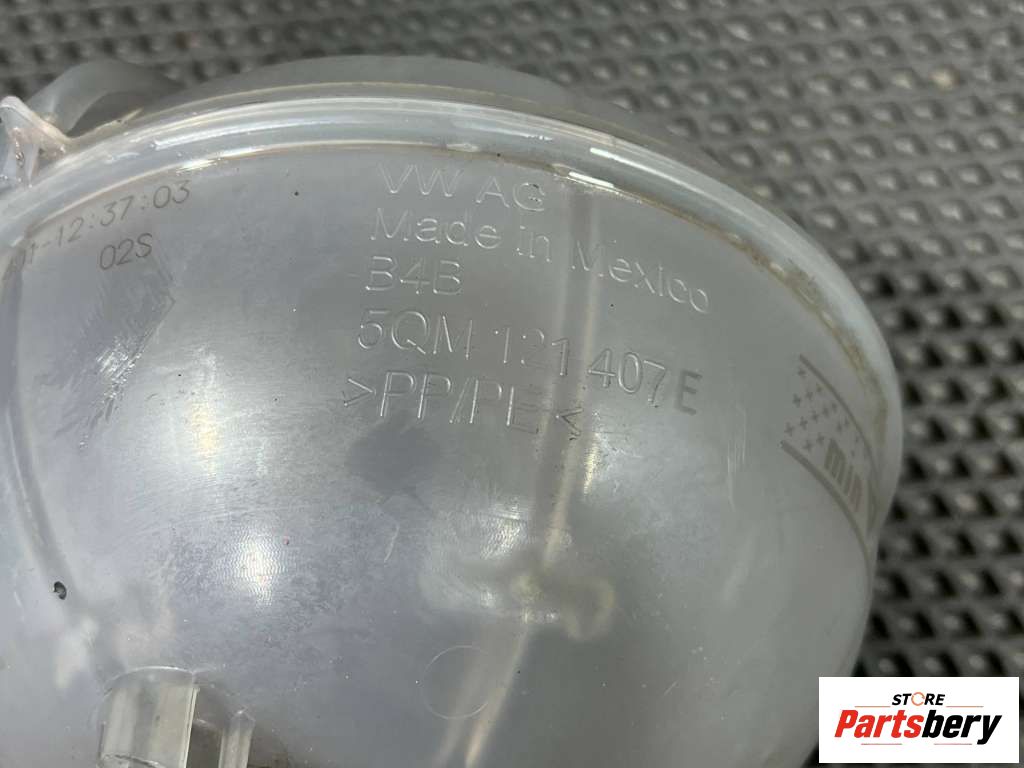 VW AG
Made in Mexico
B4B
5QM 121 407 E
>PP/PE<
01-12:37:03
02S
min
STORE
Partsbery